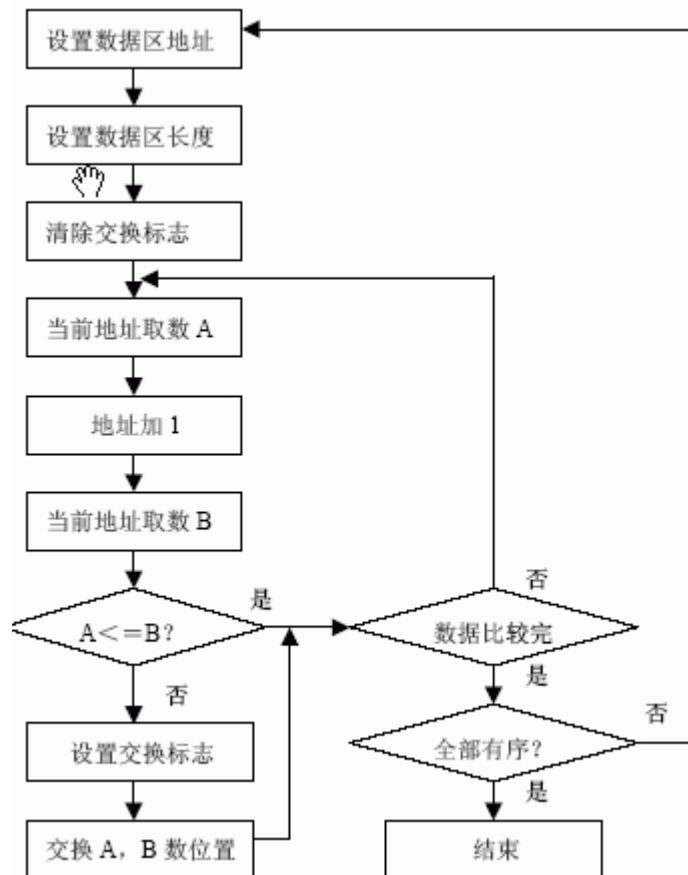 设置数据区地址
设置数据区长度
清除交换标志
当前地址取数 A
地址加 1
当前地址取数 B
A<=B?
是
否
设置交换标志
交换 A，B 数位置
否
数据比较完
是
全部有序?
否
是
结束